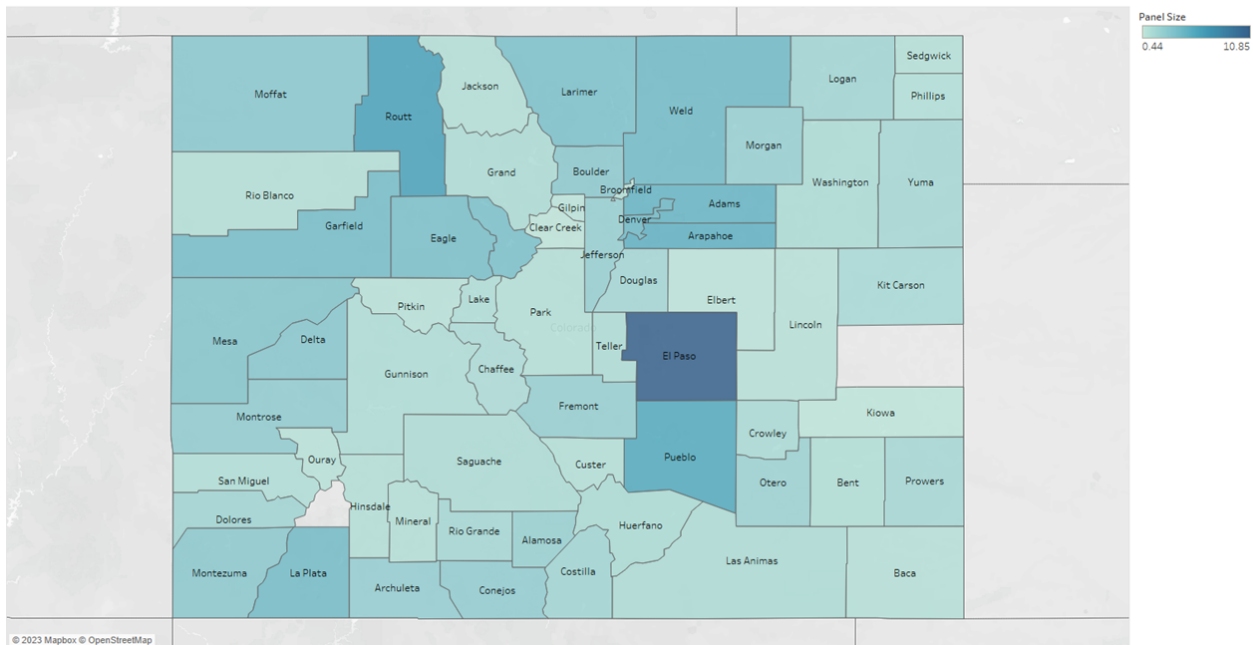 Panel Size
0.44 10.85
Sedgwick
Moffat
Jackson
Larimer
Logan
Phillips
Routt
Weld
Morgan
Grand
Boulder
Washington
Yuma
Rio Blanco
Broomfield
Gilpin
Adams
Garfield
Denver
Clear Creek
Eagle
Arapahoe
Jefferson
Douglas
Kit Carson
Lake
Elbert
Pitkin
Park
Lincoln
Colorado
Mesa
Delta
Teller
El Paso
Chaffee
Gunnison
Fremont
Kiowa
Montrose
Crowley
Pueblo
Ouray
Saguache
Custer
San Miguel
Otero
Bent
Prowers
Hinsdale
Dolores
Mineral
Huerfano
Rio Grande
Alamosa
Las Animas
Montezuma
La Plata
Costilla
Baca
Archuleta
Conejos
© 2023 Mapbox © OpenStreetMap